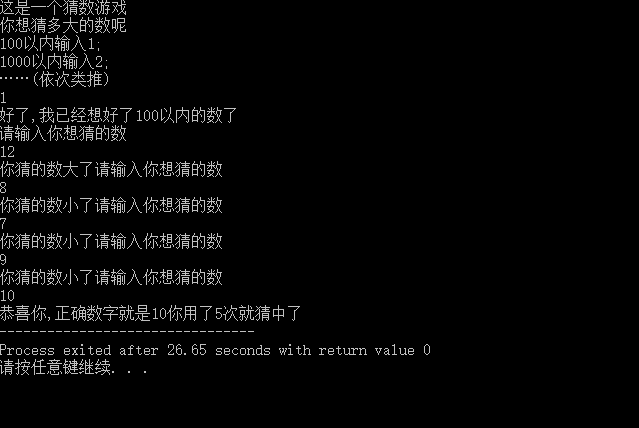 这是一个猜数游戏
你想猜多大的数呢
100以内输入1;
1000以内输入2;
……(依次类推)
1
好了,我已经想好了100以内的数了
请输入你想猜的数
12
你猜的数大了请输入你想猜的数
8
你猜的数小了请输入你想猜的数
7
你猜的数小了请输入你想猜的数
9
你猜的数小了请输入你想猜的数
10
恭喜你,正确数字就是10你用了5次就猜中了
--------------------------------
Process exited after 26.65 seconds with return value 0
请按任意键继续. . .